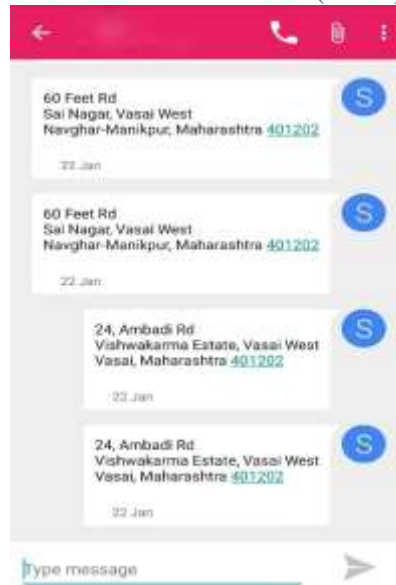 60 Feet Rd
Sai Nagar, Vasai West
Navghar-Manikpur, Maharashtra 401202
22 Jan
S
60 Feet Rd
Sai Nagar, Vasai West
Navghar-Manikpur, Maharashtra 401202
22 Jan
S
24, Ambadi Rd
Vishwakarma Estate, Vasai West
Vasai, Maharashtra 401202
22 Jan
S
24, Ambadi Rd
Vishwakarma Estate, Vasai West
Vasai, Maharashtra 401202
22 Jan
S
Type message